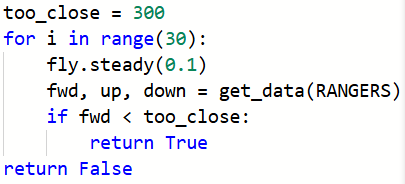 too_close = 300
for i in range(30):
    fly.steady(0.1)
    fwd, up, down = get_data(RANGERS)
    if fwd < too_close:
        return True
return False